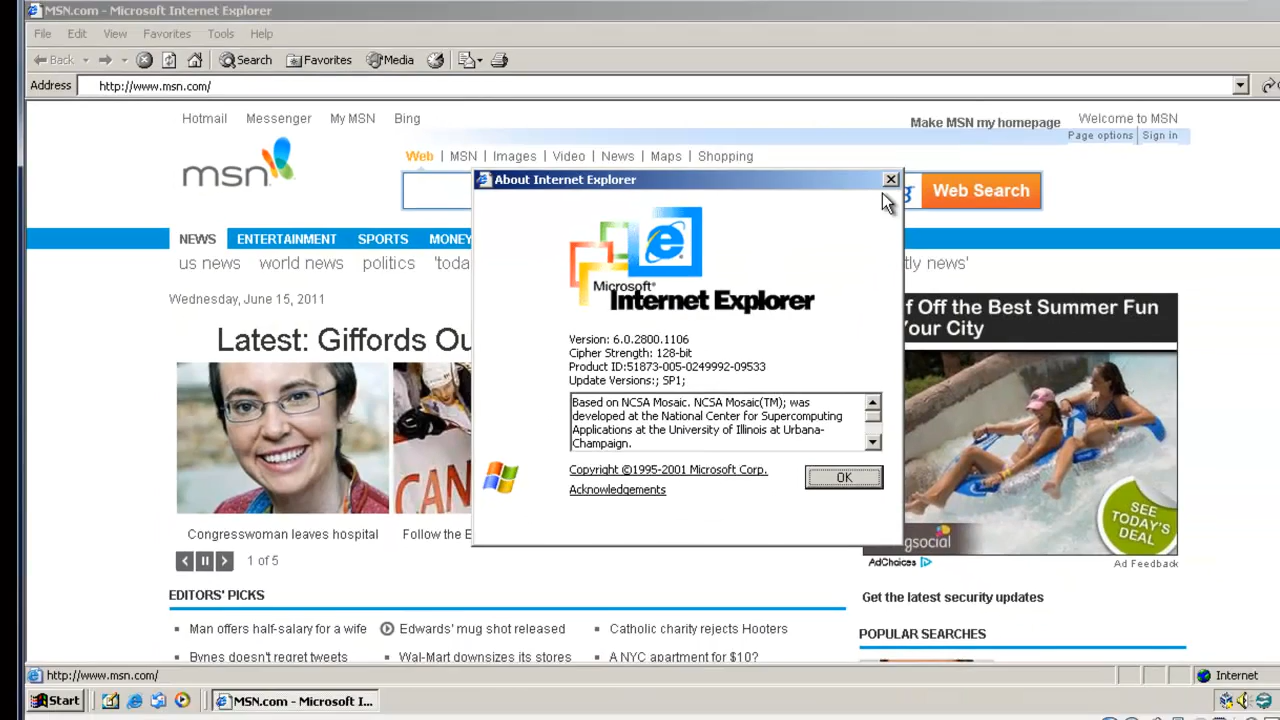 MSN.com - Microsoft Internet Explorer
File Edit View Favorites Tools Help
Back Search Favorites Media
Address http://www.msn.com/
Hotmail Messenger My MSN Bing
Make MSN my homepage
Welcome to MSN
Page options Sign in
msn
Web | MSN | Images | Video | News | Maps | Shopping
Web Search
About Internet Explorer
NEWS ENTERTAINMENT SPORTS MONEY
us news world news politics 'toda
tly news'
Wednesday, June 15, 2011
Latest: Giffords Ou
Congresswoman leaves hospital
CAN
Follow the E
1 of 5
Microsoft®
Internet Explorer
Version: 6.0.2800.1106
Cipher Strength: 128-bit
Product ID:51873-005-0249992-09533
Update Versions:; SP1;
Based on NCSA Mosaic. NCSA Mosaic(TM); was
developed at the National Center for Supercomputing
Applications at the University of Illinois at Urbana-
Champaign.
Copyright ©1995-2001 Microsoft Corp.
Acknowledgements
OK
f Off the Best Summer Fun
Your City
SEE
TODAY'S
DEAL
gsocial
AdChoices
Ad Feedback
EDITORS' PICKS
Man offers half-salary for a wife
Edwards' mug shot released
Catholic charity rejects Hooters
Bynes doesn't regret tweets
Wal-Mart downsizes its stores
A NYC apartment for $10?
Get the latest security updates
POPULAR SEARCHES
http://www.msn.com/
Internet
Start
MSN.com - Microsoft I...